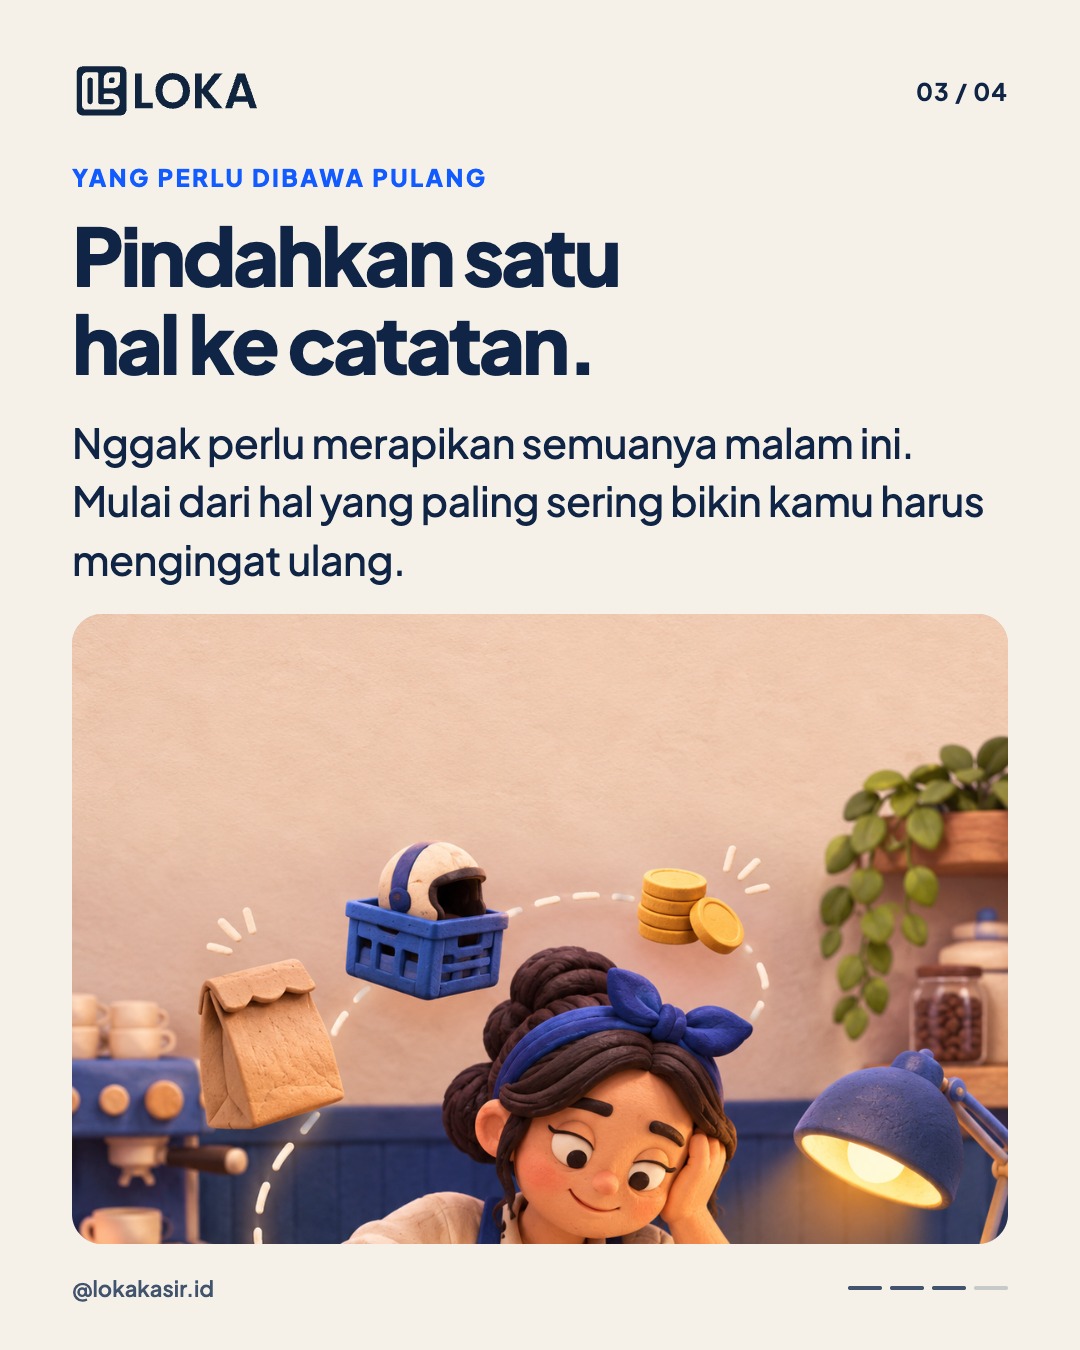 LOKA
03 / 04
YANG PERLU DIBAWA PULANG
Pindahkan satu
hal ke catatan.
Nggak perlu merapikan semuanya malam ini.
Mulai dari hal yang paling sering bikin kamu harus
mengingat ulang.
@lokakasir.id